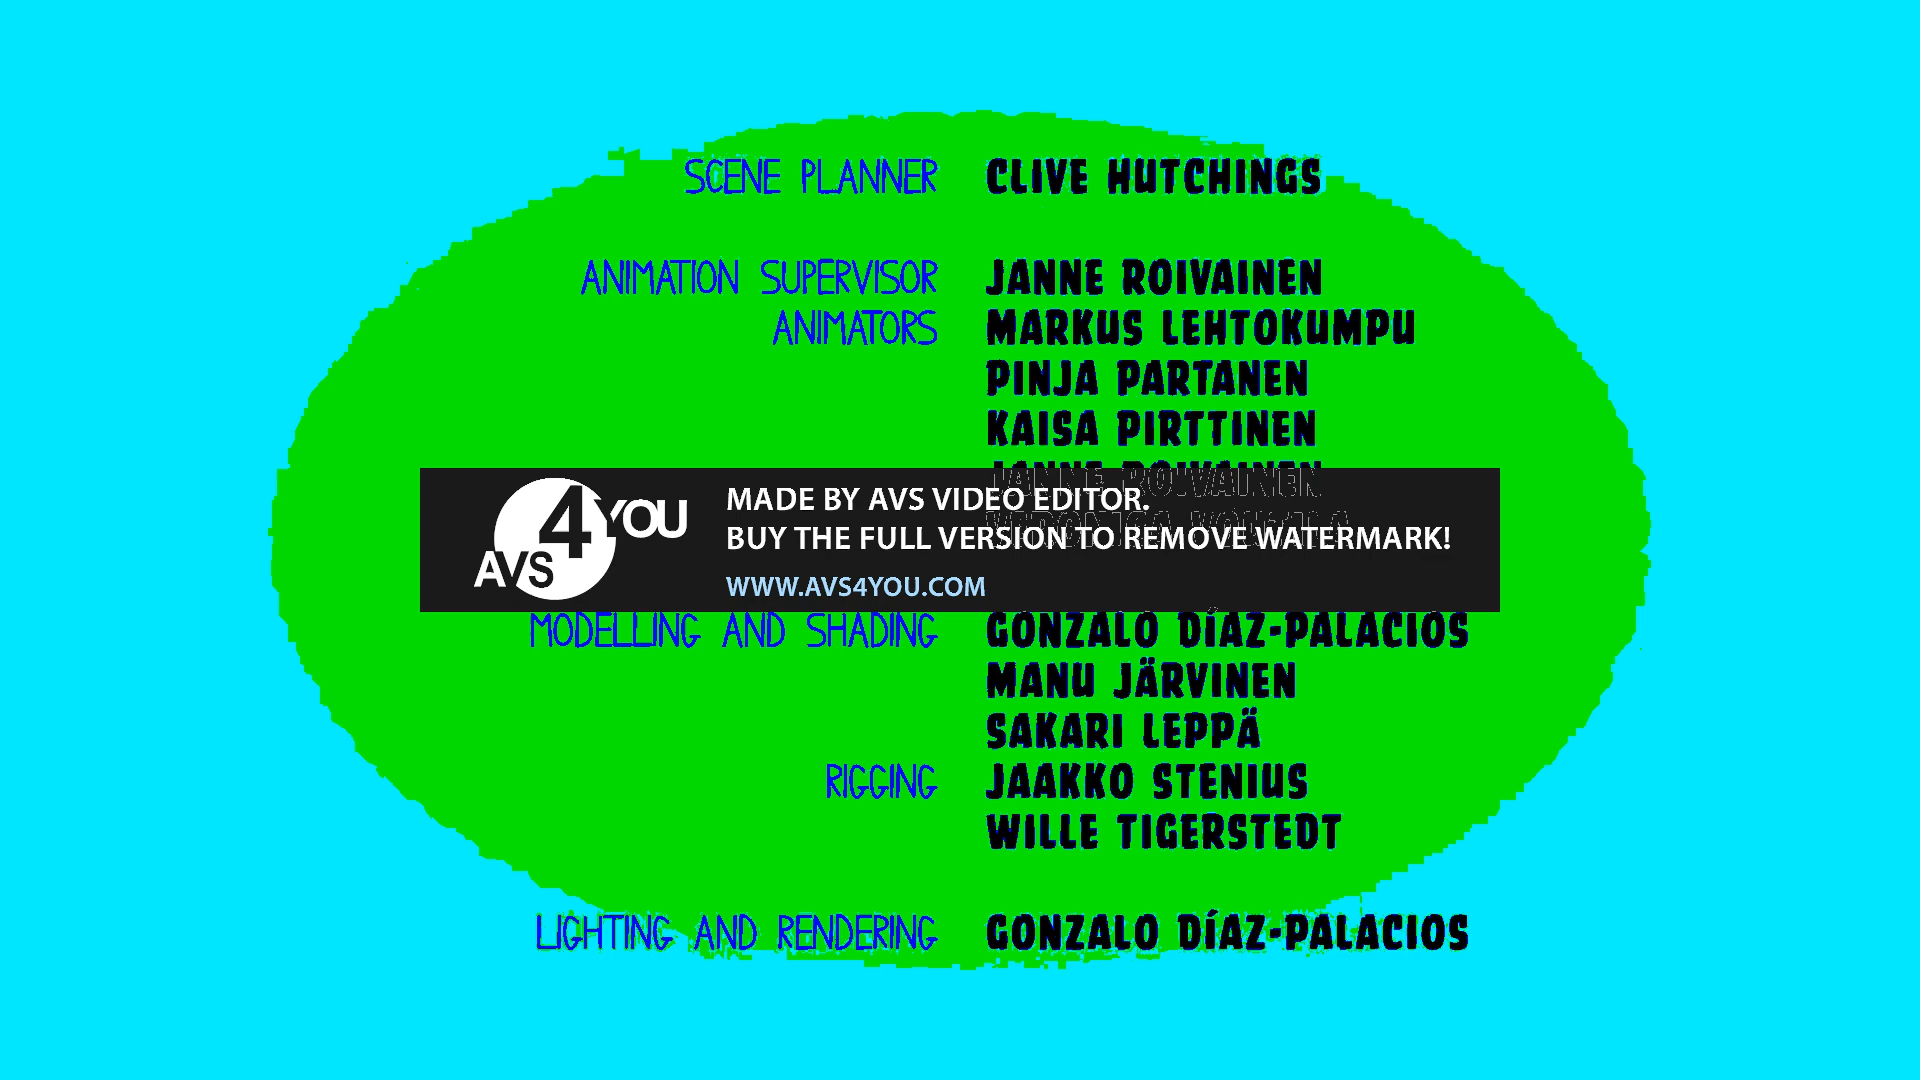 SCENE PLANNER CLIVE HUTCHINGS
ANIMATION SUPERVISOR JANNE ROIVAINEN
ANIMATORS MARKUS LEHTOKUMPU
PINJA PARTANEN
KAISA PIRTTINEN
JANNE ROIVAINEN
AVS4YOU
MADE BY AVS VIDEO EDITOR.
BUY THE FULL VERSION TO REMOVE WATERMARK!
WWW.AVS4YOU.COM
MODELLING AND SHADING GONZALO DÍAZ-PALACIOS
MANU JÄRVINEN
SAKARI LEPPÄ
RIGGING JAAKKO STENIUS
WILLE TIGERSTEDT
LIGHTING AND RENDERING GONZALO DÍAZ-PALACIOS